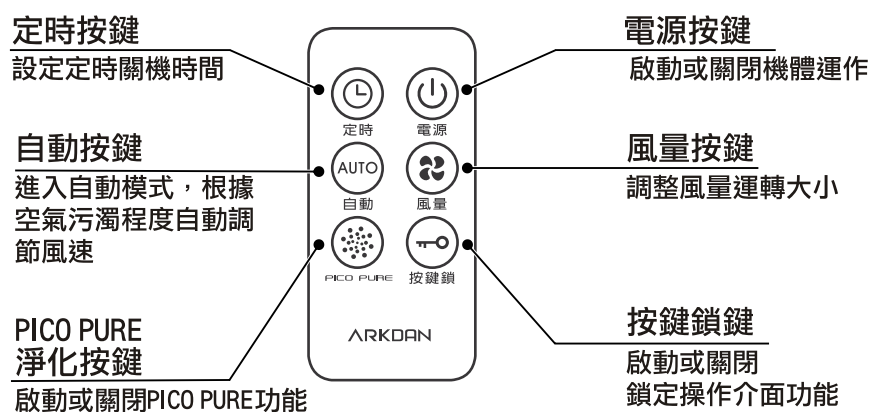 定時按鍵
設定定時關機時間
自動按鍵
進入自動模式，根據
空氣污濁程度自動調
節風速
PICO PURE
淨化按鍵
啟動或關閉PICO PURE功能
定時
電源
AUTO
自動
風量
PICO PURE
按鍵鎖
ARKDAN
電源按鍵
啟動或關閉機體運作
風量按鍵
調整風量運轉大小
按鍵鎖鍵
啟動或關閉
鎖定操作介面功能